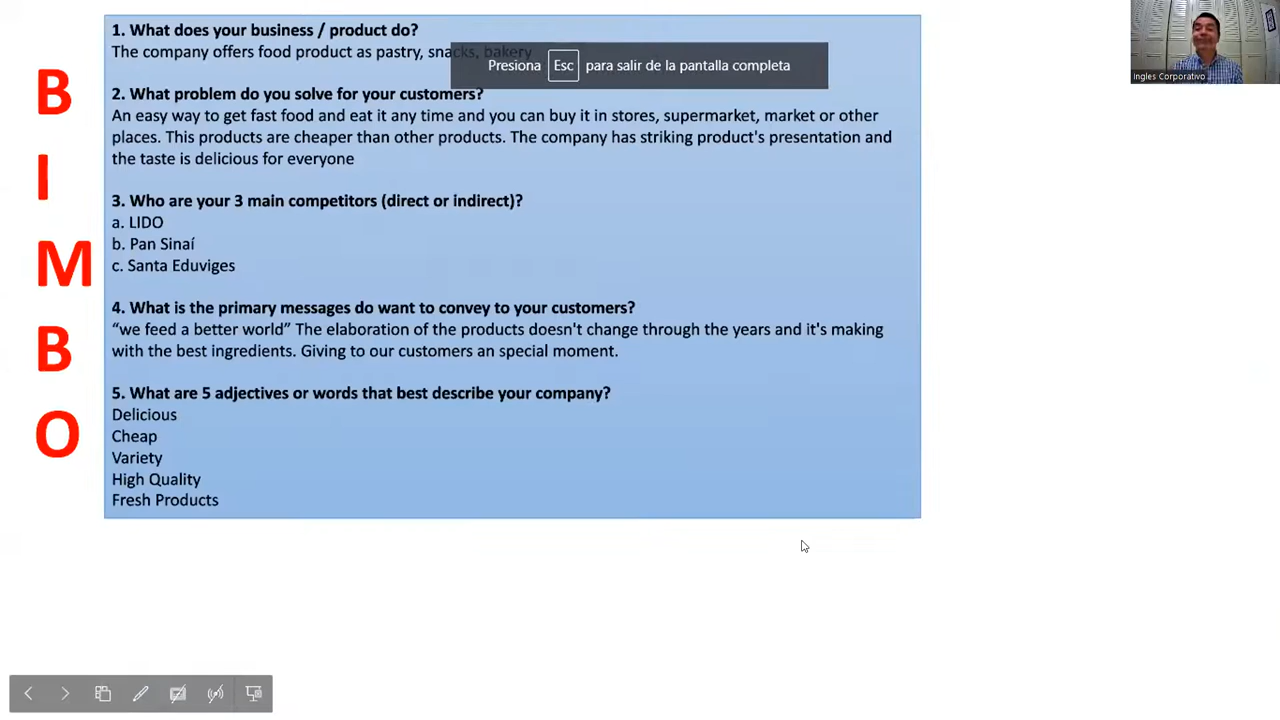 BIMBO
1. What does your business / product do?
The company offers food product as pastry, snacks, bakery
Presiona Esc para salir de la pantalla completa
2. What problem do you solve for your customers?
An easy way to get fast food and eat it any time and you can buy it in stores, supermarket, market or other
places. This products are cheaper than other products. The company has striking product's presentation and
the taste is delicious for everyone
3. Who are your 3 main competitors (direct or indirect)?
a. LIDO
b. Pan Sinaí
c. Santa Eduviges
4. What is the primary messages do want to convey to your customers?
“we feed a better world” The elaboration of the products doesn't change through the years and it's making
with the best ingredients. Giving to our customers an special moment.
5. What are 5 adjectives or words that best describe your company?
Delicious
Cheap
Variety
High Quality
Fresh Products
Ingles Corporativo ...